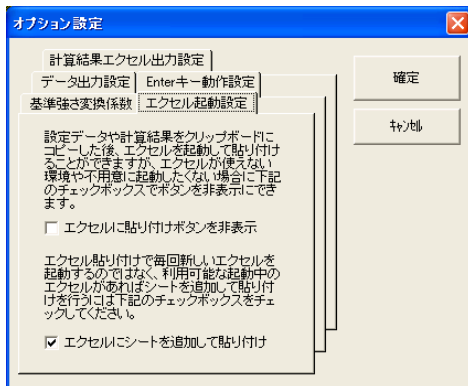 オプション設定
計算結果エクセル出力設定
データ出力設定 Enterキー動作設定
基準強さ変換係数 エクセル起動設定
設定データや計算結果をクリップボードに
コピーした後、エクセルを起動して貼り付け
ることができますが、エクセルが使えない
環境や不用意に起動したくない場合に下記
のチェックボックスでボタンを非表示にでき
ます。
エクセルに貼り付けボタンを非表示
エクセル貼り付けで毎回新しいエクセルを
起動するのではなく、利用可能な起動中の
エクセルがあればシートを追加して貼り付
けを行うには下記のチェックボックスをチェ
ックしてください。
エクセルにシートを追加して貼り付け
確定
キャンセル